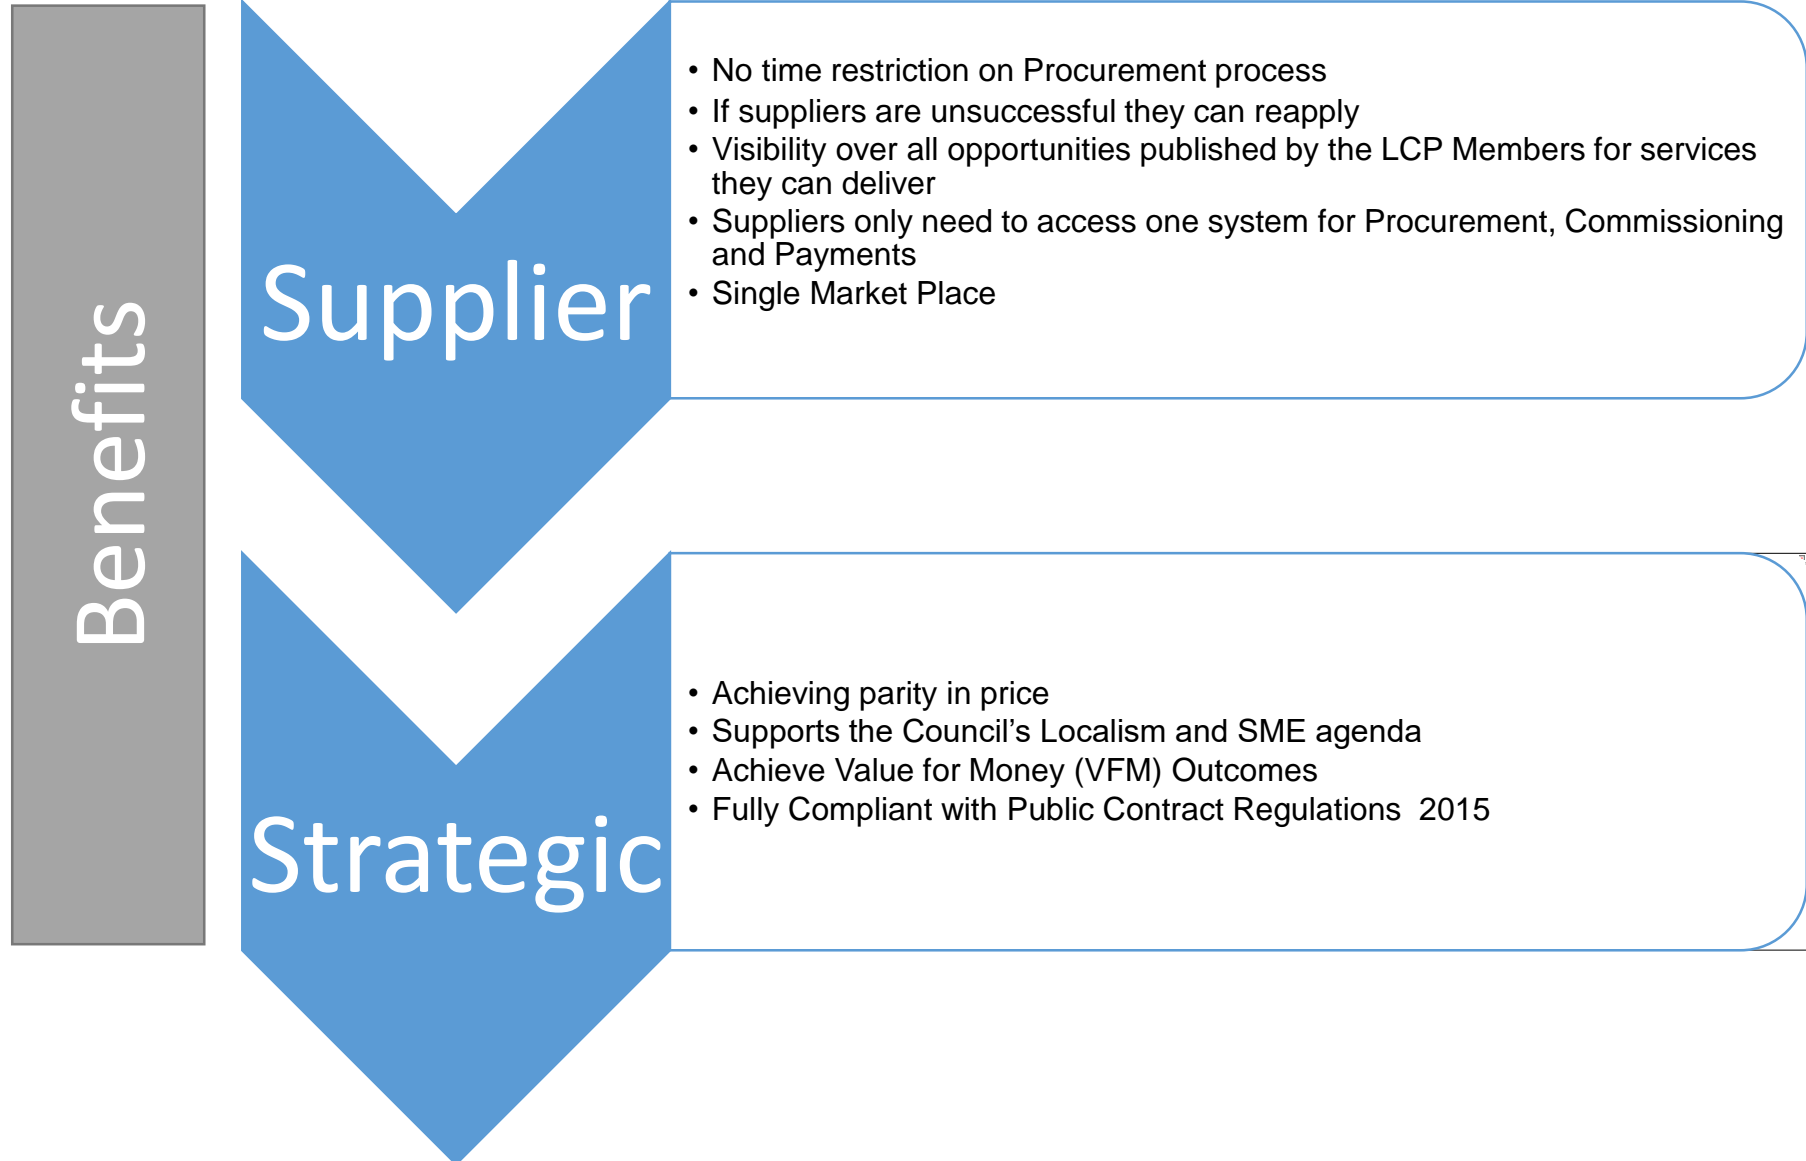 Benefits
Supplier
• No time restriction on Procurement process
• If suppliers are unsuccessful they can reapply
• Visibility over all opportunities published by the LCP Members for services
they can deliver
• Suppliers only need to access one system for Procurement, Commissioning
and Payments
• Single Market Place
Strategic
• Achieving parity in price
• Supports the Council’s Localism and SME agenda
• Achieve Value for Money (VFM) Outcomes
• Fully Compliant with Public Contract Regulations  2015